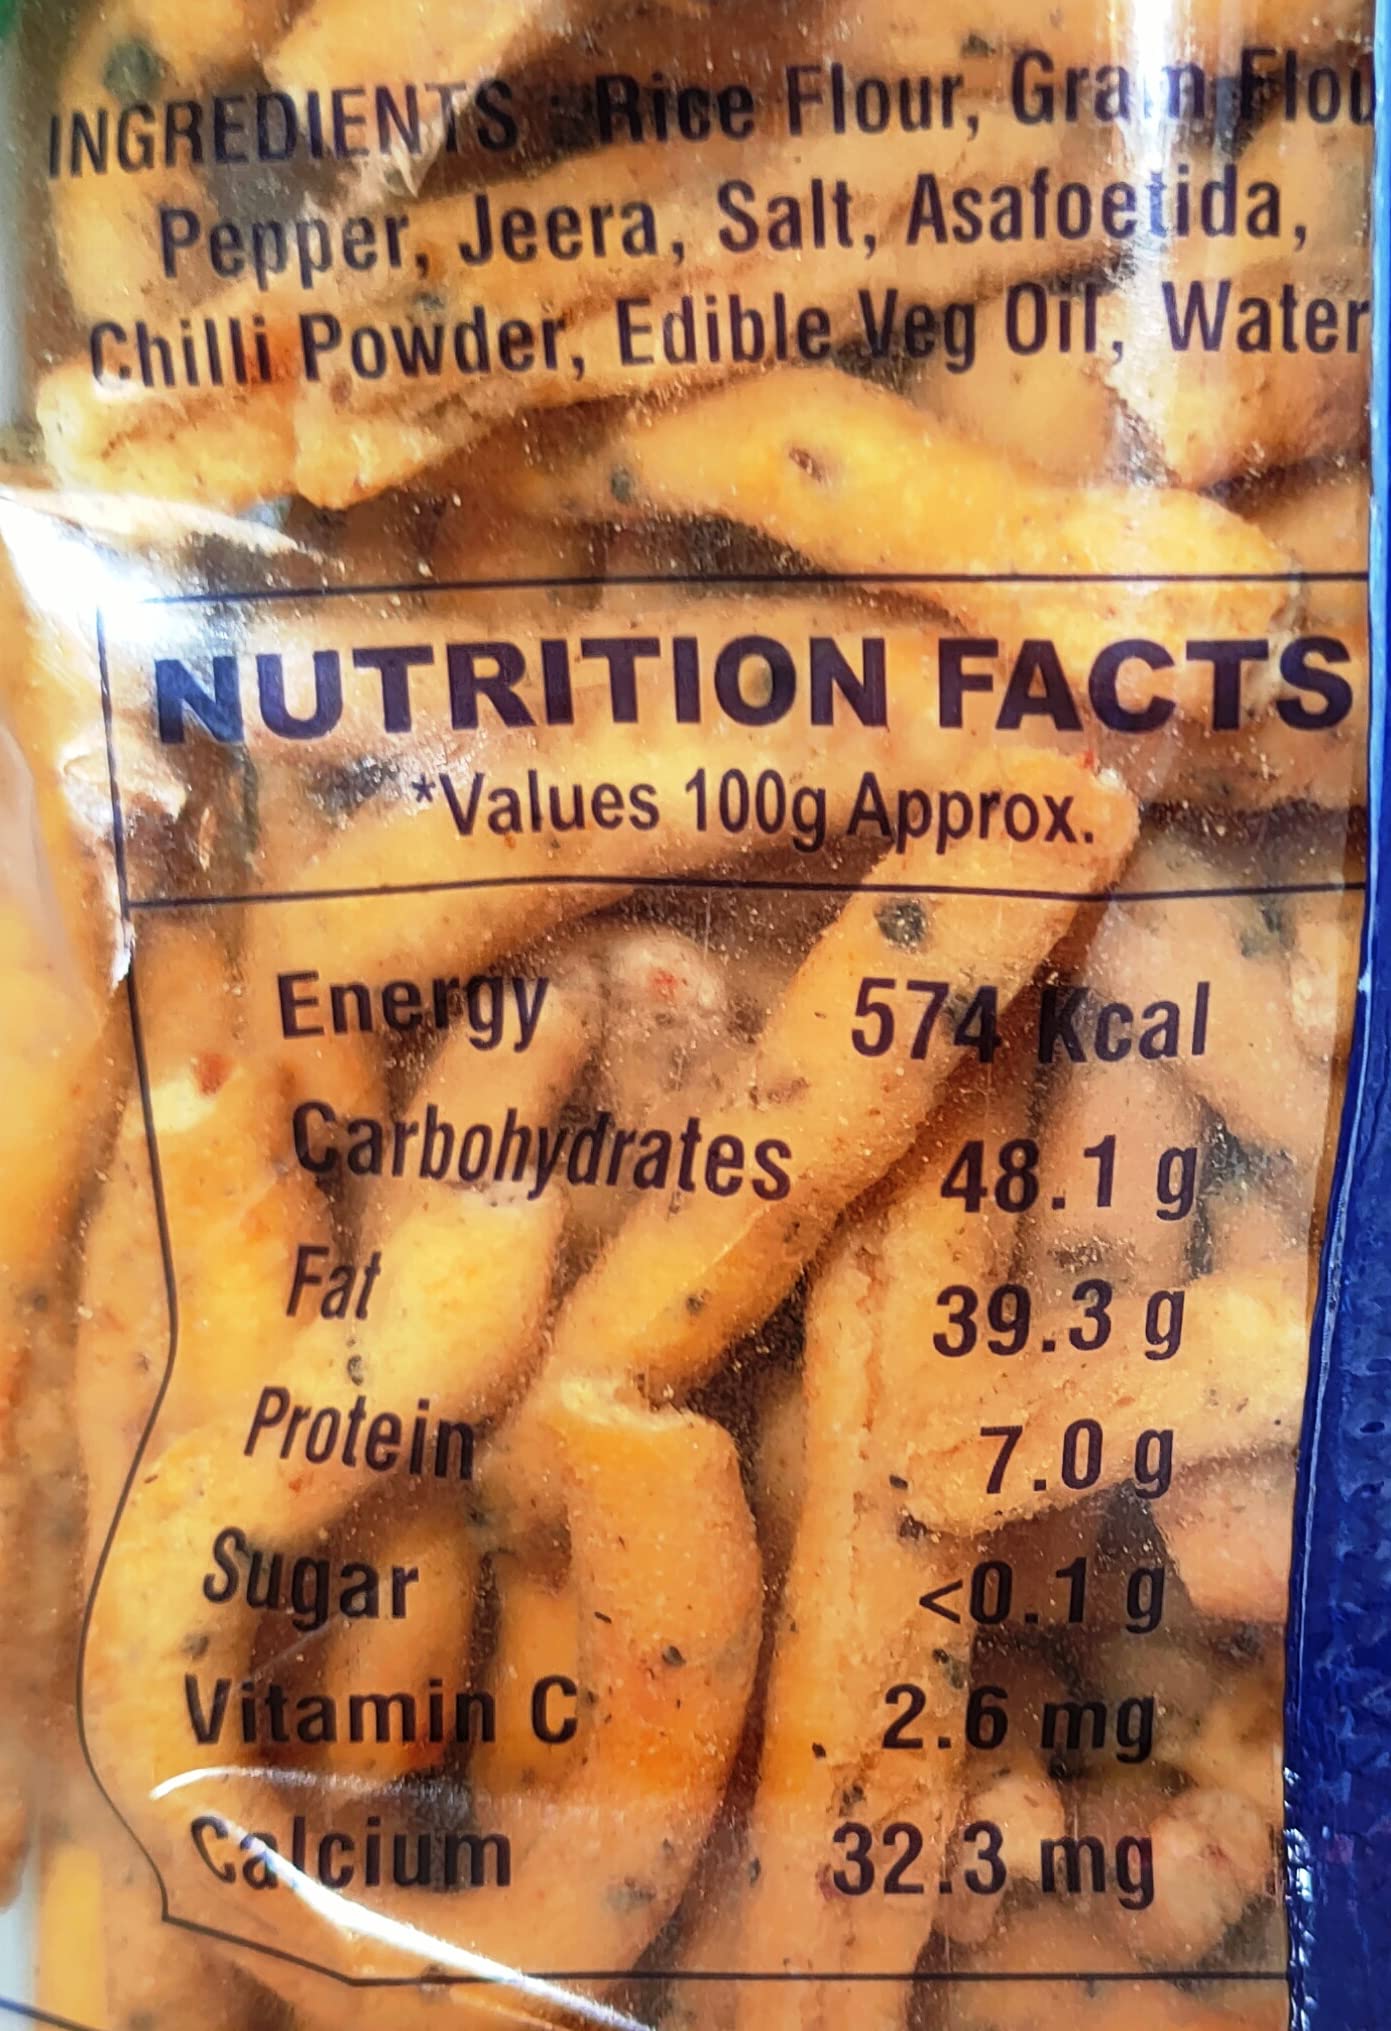 INGREDIENTS : Rice Flour, Gram Flou
Pepper, Jeera, Salt, Asafoetida,
Chilli Powder, Edible Veg Oil, Water
NUTRITION FACTS
*Values 100g Approx.
Energy 574 Kcal
Carbohydrates 48.1 g
Fat 39.3 g
Protein 7.0 g
Sugar <0.1 g
Vitamin C 2.6 mg
Calcium 32.3 mg